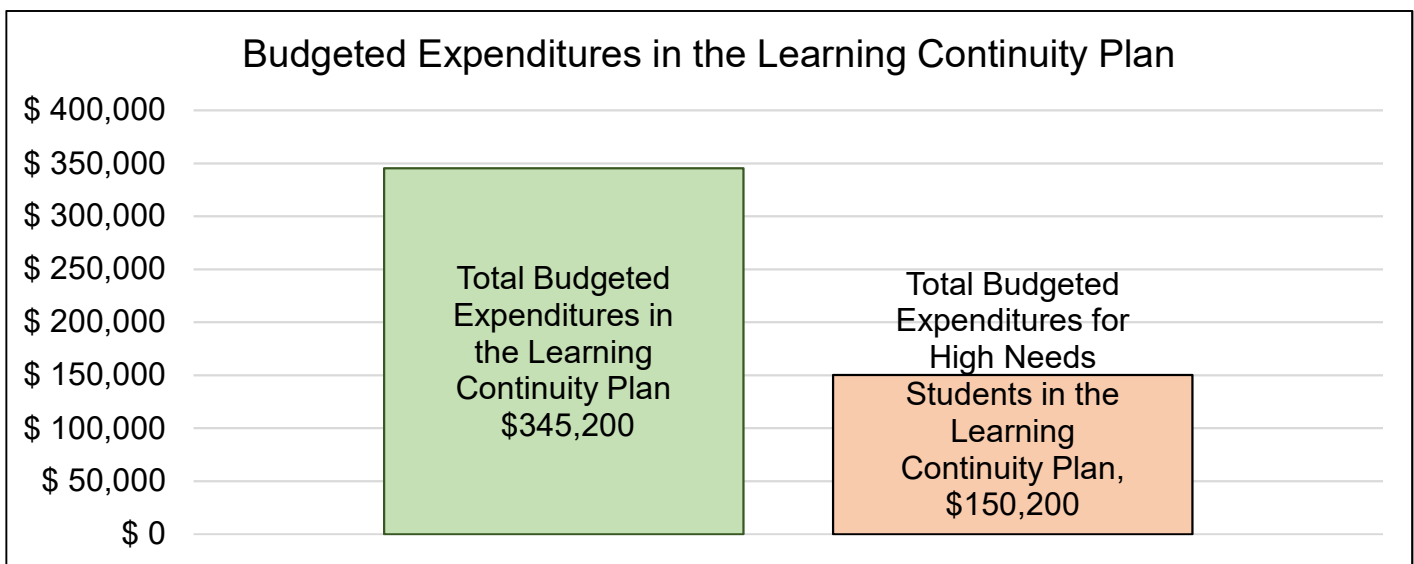 Budgeted Expenditures in the Learning Continuity Plan
$ 400,000
$ 350,000
$ 300,000
$ 250,000
$ 200,000
$ 150,000
$ 100,000
$ 50,000
$ 0
Total Budgeted
Expenditures in
the Learning
Continuity Plan
$345,200
Total Budgeted
Expenditures for
High Needs
Students in the
Learning
Continuity Plan,
$150,200